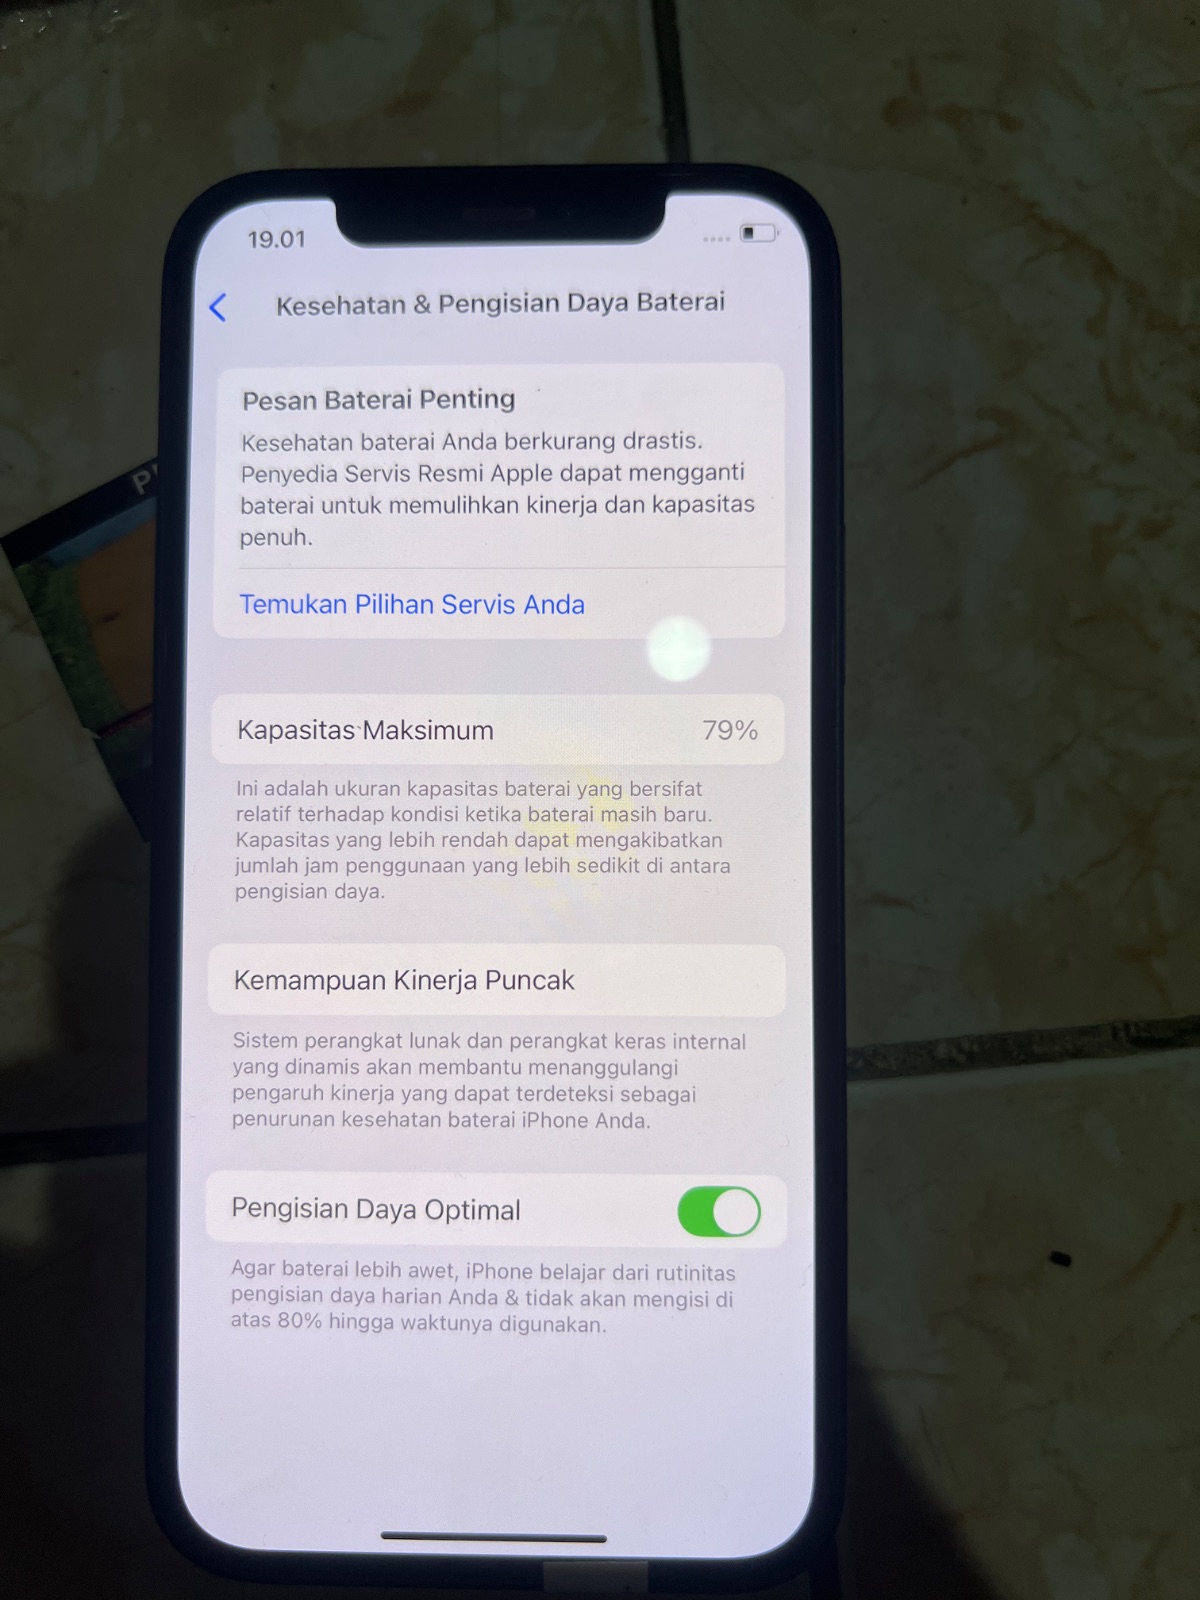 19.01
Kesehatan & Pengisian Daya Baterai
Pesan Baterai Penting
Kesehatan baterai Anda berkurang drastis.
Penyedia Servis Resmi Apple dapat mengganti
baterai untuk memulihkan kinerja dan kapasitas
penuh.
Temukan Pilihan Servis Anda
Kapasitas Maksimum 79%
Ini adalah ukuran kapasitas baterai yang bersifat
relatif terhadap kondisi ketika baterai masih baru.
Kapasitas yang lebih rendah dapat mengakibatkan
jumlah jam penggunaan yang lebih sedikit di antara
pengisian daya.
Kemampuan Kinerja Puncak
Sistem perangkat lunak dan perangkat keras internal
yang dinamis akan membantu menanggulangi
pengaruh kinerja yang dapat terdeteksi sebagai
penurunan kesehatan baterai iPhone Anda.
Pengisian Daya Optimal
Agar baterai lebih awet, iPhone belajar dari rutinitas
pengisian daya harian Anda & tidak akan mengisi di
atas 80% hingga waktunya digunakan.